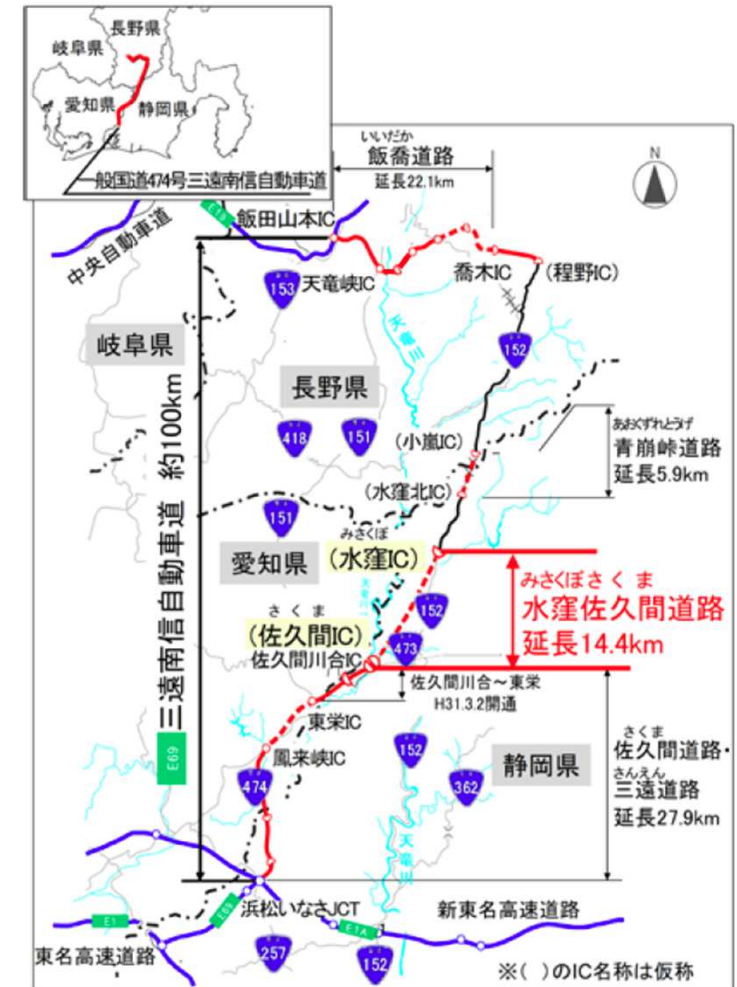 長野県
岐阜県
愛知県
静岡県
一般国道474号三遠南信自動車道
いいだか
飯喬道路
延長22.1km
N
E19
飯田山本IC
中央自動車道
153
天竜峡IC
喬木IC
(程野IC)
天竜川
152
岐阜県
長野県
418
151
(小嵐IC)
あおくずれとうげ
青崩峠道路
延長5.9km
(水窪北IC)
151
三遠南信自動車道 約100km
愛知県
みさくぼ
(水窪IC)
みさくぼさくま
水窪佐久間道路
延長14.4km
152
さくま
(佐久間IC)
473
佐久間川合IC
佐久間川合～東栄
H31.3.2開通
東栄IC
鳳来峡IC
152
静岡県
さくま
佐久間道路・
さんえん
三遠道路
延長27.9km
E69
474
362
天竜川
浜松いなさJCT
新東名高速道路
E1
E69
E1A
東名高速道路
257
152
※( )のIC名称は仮称